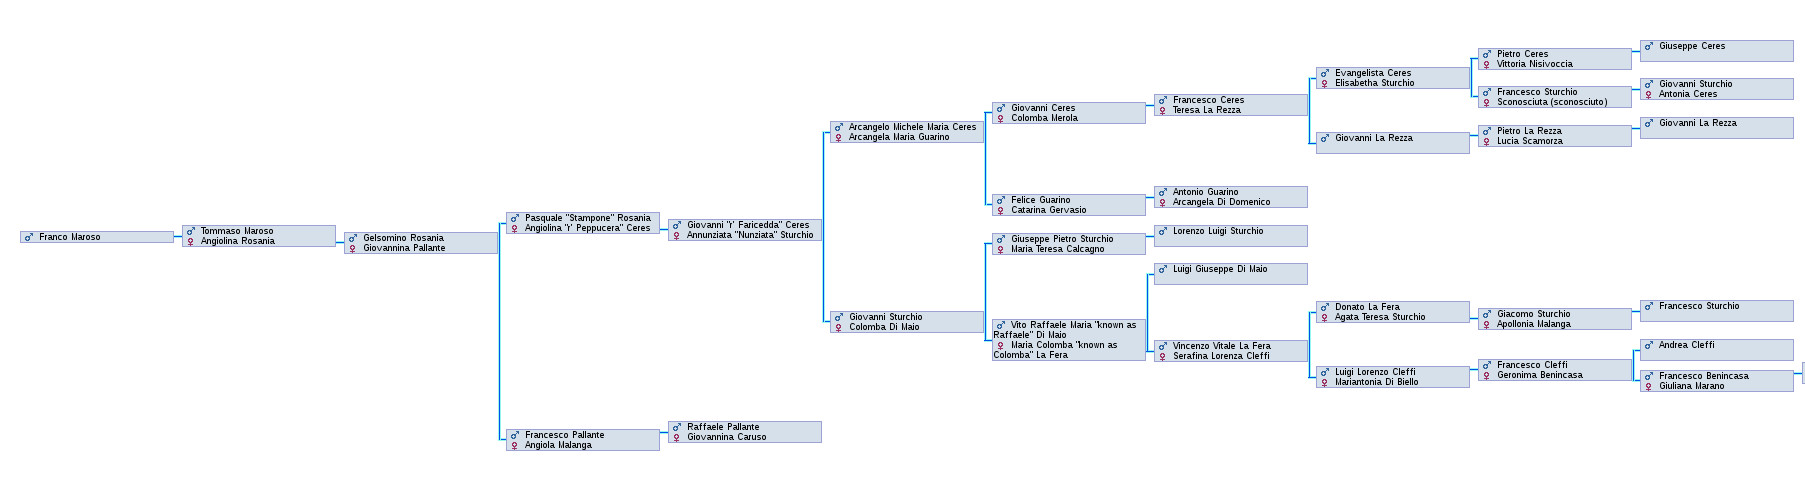 Franco Maroso
Tommaso Maroso
Angiolina Rosania
Gelsomino Rosania
Giovannina Pallante
Pasquale "Stampone" Rosania
Angiolina "r' Peppucera" Ceres
Francesco Pallante
Angiola Malanga
Giovanni "r' Faricedda" Ceres
Annunziata "Nunziata" Sturchio
Raffaele Pallante
Giovannina Caruso
Arcangelo Michele Maria Ceres
Arcangela Maria Guarino
Giovanni Sturchio
Colomba Di Maio
Giovanni Ceres
Colomba Merola
Felice Guarino
Catarina Gervasio
Giuseppe Pietro Sturchio
Maria Teresa Calcagno
Vito Raffaele Maria "known as
Raffaele" Di Maio
Maria Colomba "known as
Colomba" La Fera
Francesco Ceres
Teresa La Rezza
Antonio Guarino
Arcangela Di Domenico
Lorenzo Luigi Sturchio
Luigi Giuseppe Di Maio
Vincenzo Vitale La Fera
Serafina Lorenza Cleffi
Evangelista Ceres
Elisabetha Sturchio
Giovanni La Rezza
Donato La Fera
Agata Teresa Sturchio
Luigi Lorenzo Cleffi
Mariantonia Di Biello
Pietro Ceres
Vittoria Nisivoccia
Francesco Sturchio
Sconosciuta (sconosciuto)
Pietro La Rezza
Lucia Scamorza
Giacomo Sturchio
Apollonia Malanga
Francesco Cleffi
Geronima Benincasa
Giuseppe Ceres
Giovanni Sturchio
Antonia Ceres
Giovanni La Rezza
Francesco Sturchio
Andrea Cleffi
Francesco Benincasa
Giuliana Marano